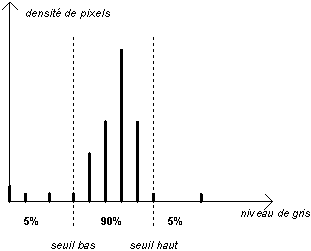 densité de pixels
niveau de gris
5% 90% 5%
seuil bas seuil haut